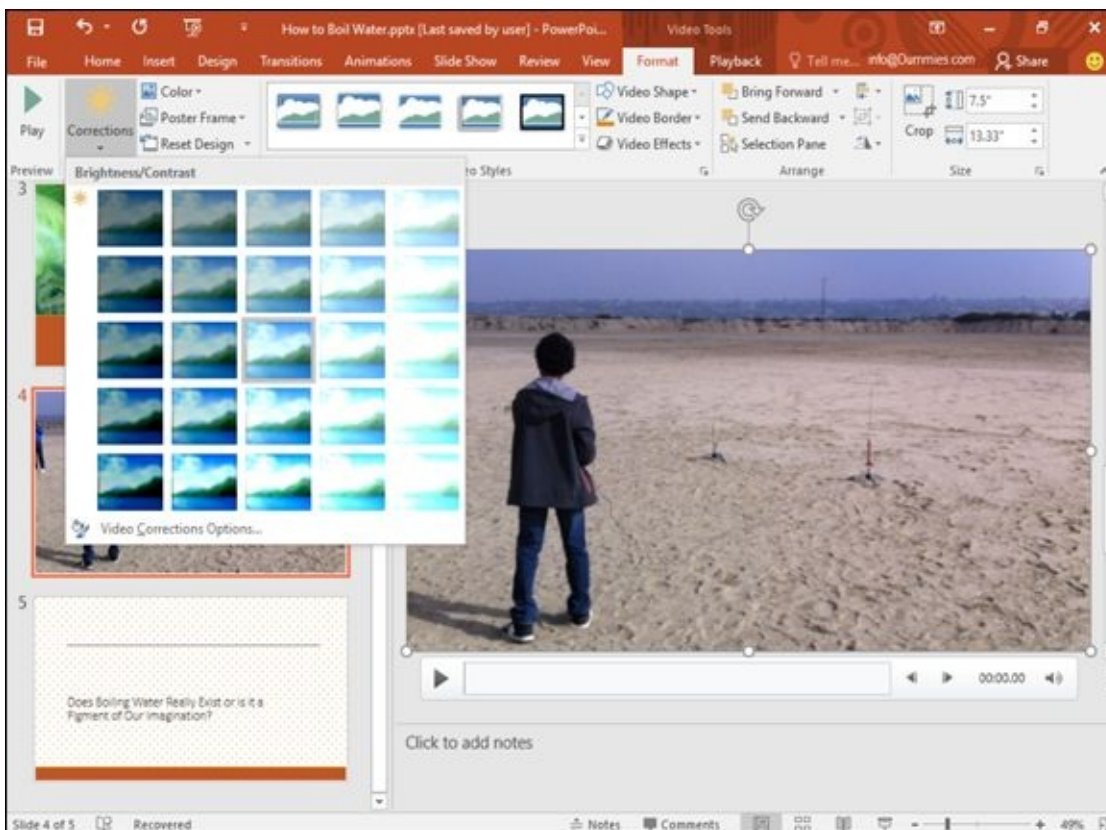 How to Boil Water.pptx [Last saved by user] - PowerPoi... Video Tools
File Home Insert Design Transitions Animations Slide Show Review View Format Playback Tell me... info@Dummies.com Share
Play
Corrections
Color
Poster Frame
Reset Design
Video Shape
Video Border
Video Effects
Bring Forward
Send Backward
Selection Pane
Crop
7.5"
13.33"
Preview
eo Styles
Arrange
Size
Brightness/Contrast
Video Corrections Options...
3
4
5
Does Boiling Water Really Exist or is it a
Figment of Our Imagination?
00:00.00
Click to add notes
Slide 4 of 5 Recovered Notes Comments 49%